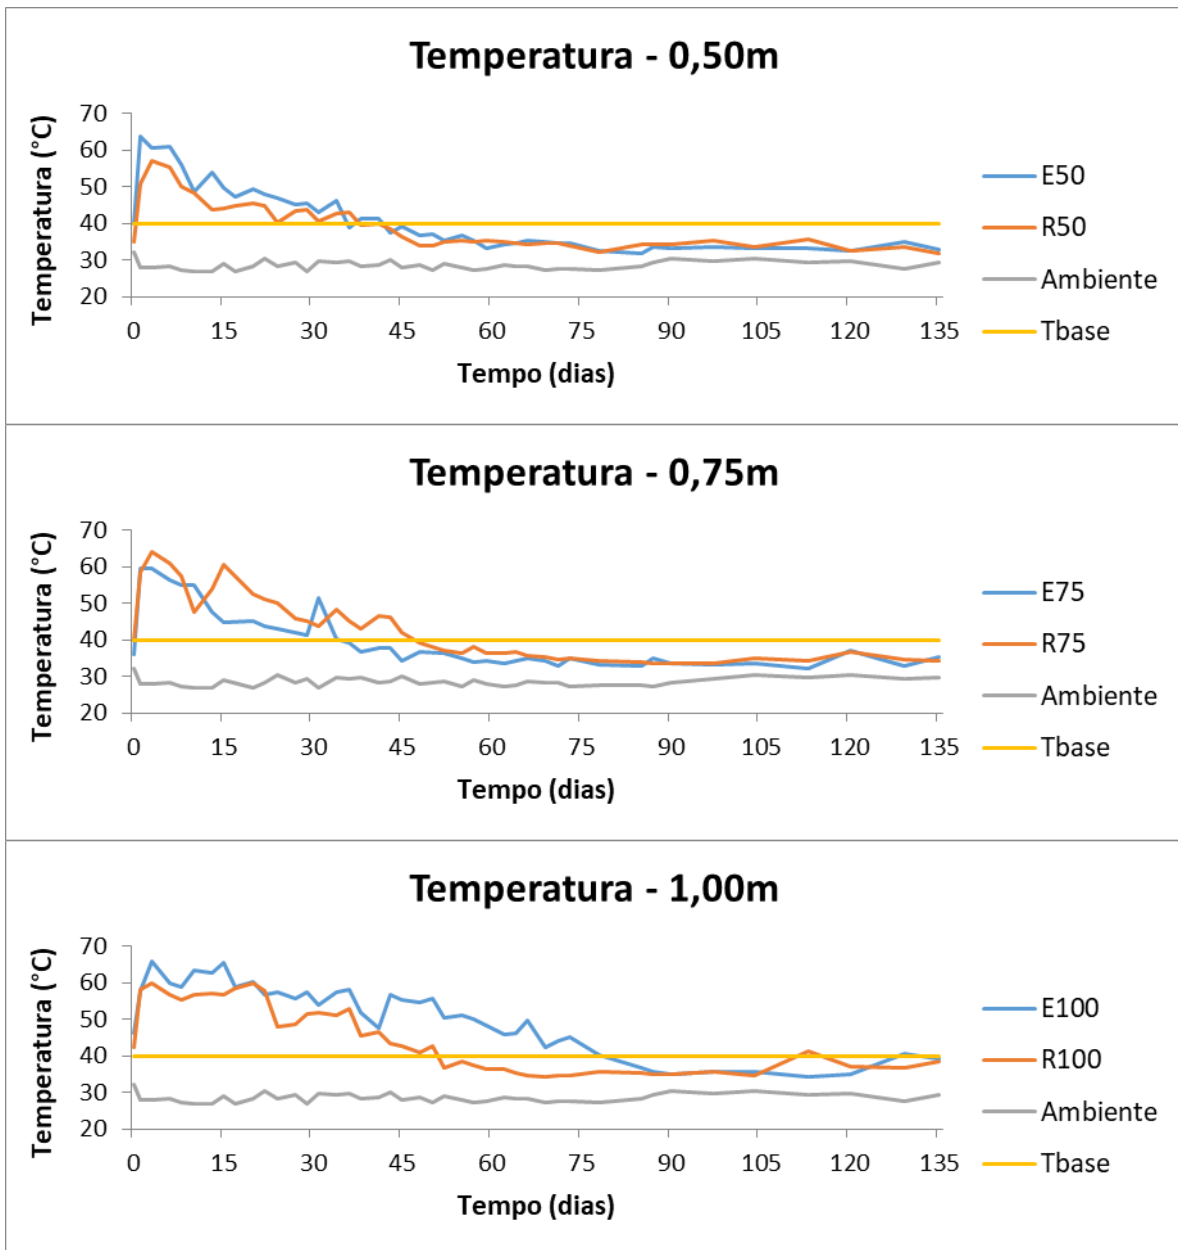 Temperatura - 0,50m
Temperatura (°C)
70
60
50
40
30
20
0 15 30 45 60 75 90 105 120 135
Tempo (dias)
E50
R50
Ambiente
Tbase
Temperatura - 0,75m
Temperatura (°C)
70
60
50
40
30
20
0 15 30 45 60 75 90 105 120 135
Tempo (dias)
E75
R75
Ambiente
Tbase
Temperatura - 1,00m
Temperatura (°C)
70
60
50
40
30
20
0 15 30 45 60 75 90 105 120 135
Tempo (dias)
E100
R100
Ambiente
Tbase